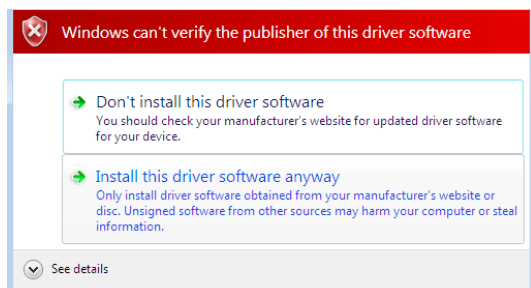 Windows can't verify the publisher of this driver software
Don't install this driver software
You should check your manufacturer's website for updated driver software
for your device.
Install this driver software anyway
Only install driver software obtained from your manufacturer's website or
disc. Unsigned software from other sources may harm your computer or steal
information.
See details